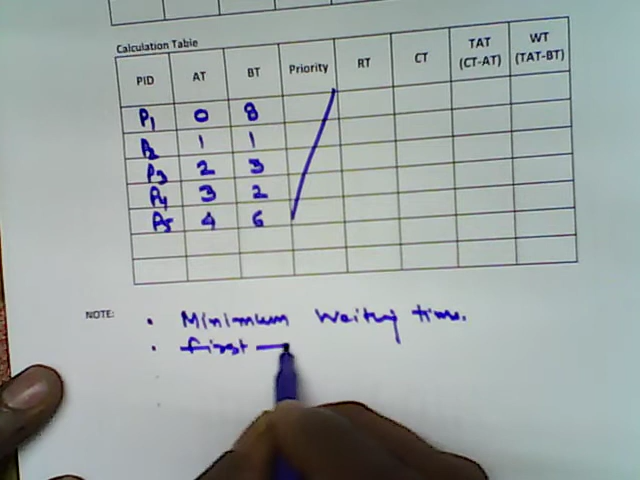 Calculation Table
PID AT BT Priority RT CT TAT (CT-AT) WT (TAT-BT)
P1 0 8
P2 1 1
P3 2 3
P4 3 2
P5 4 6
NOTE:
• Minimum Waiting time.
• First